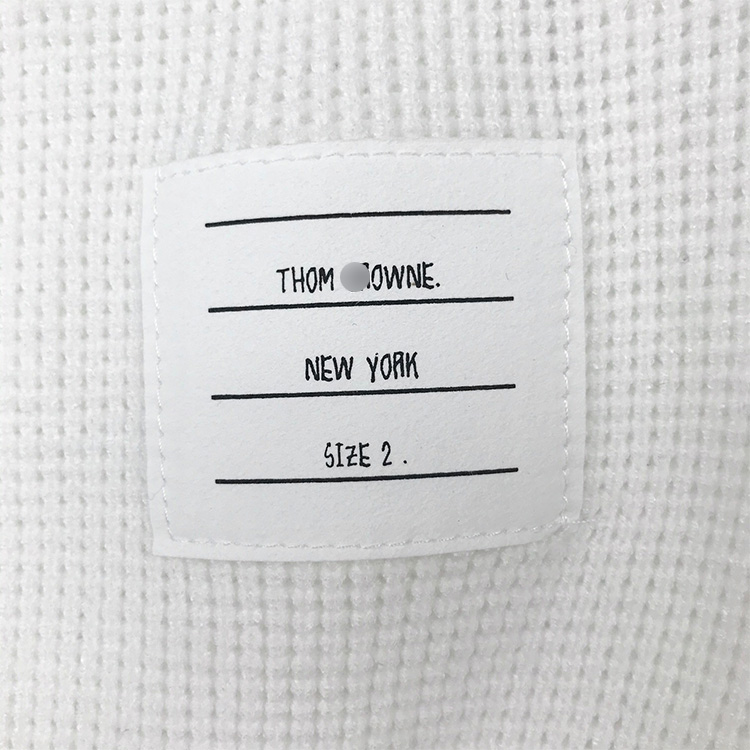 THOM
NEW YORK
SIZE 2 .